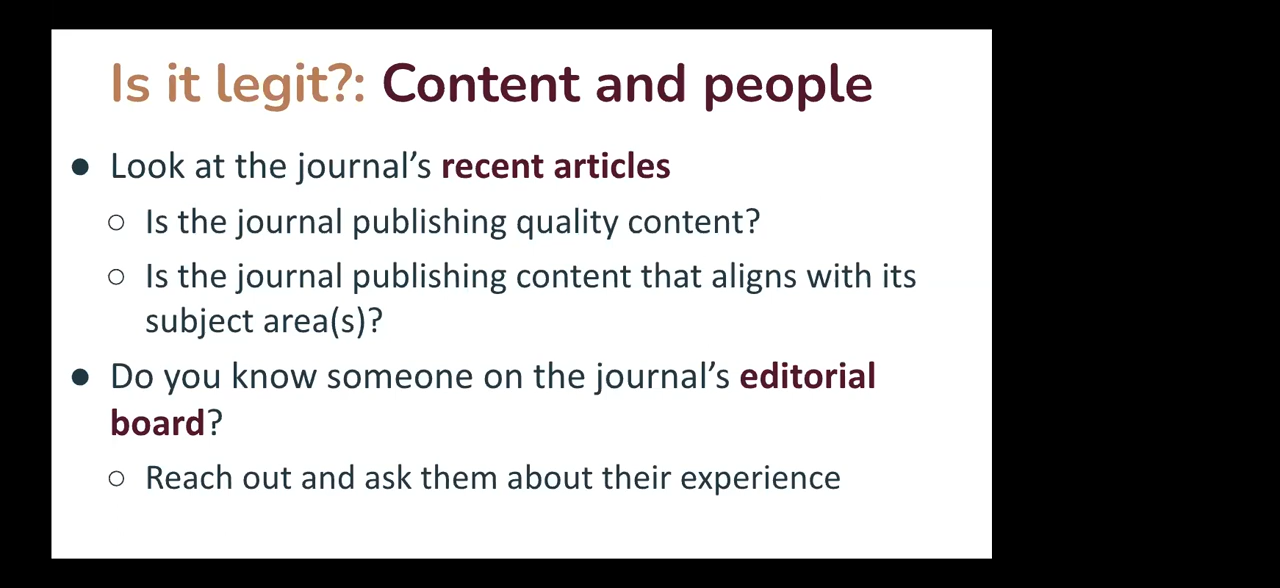 Is it legit?: Content and people
● Look at the journal’s recent articles
○ Is the journal publishing quality content?
○ Is the journal publishing content that aligns with its
subject area(s)?
● Do you know someone on the journal’s editorial
board?
○ Reach out and ask them about their experience